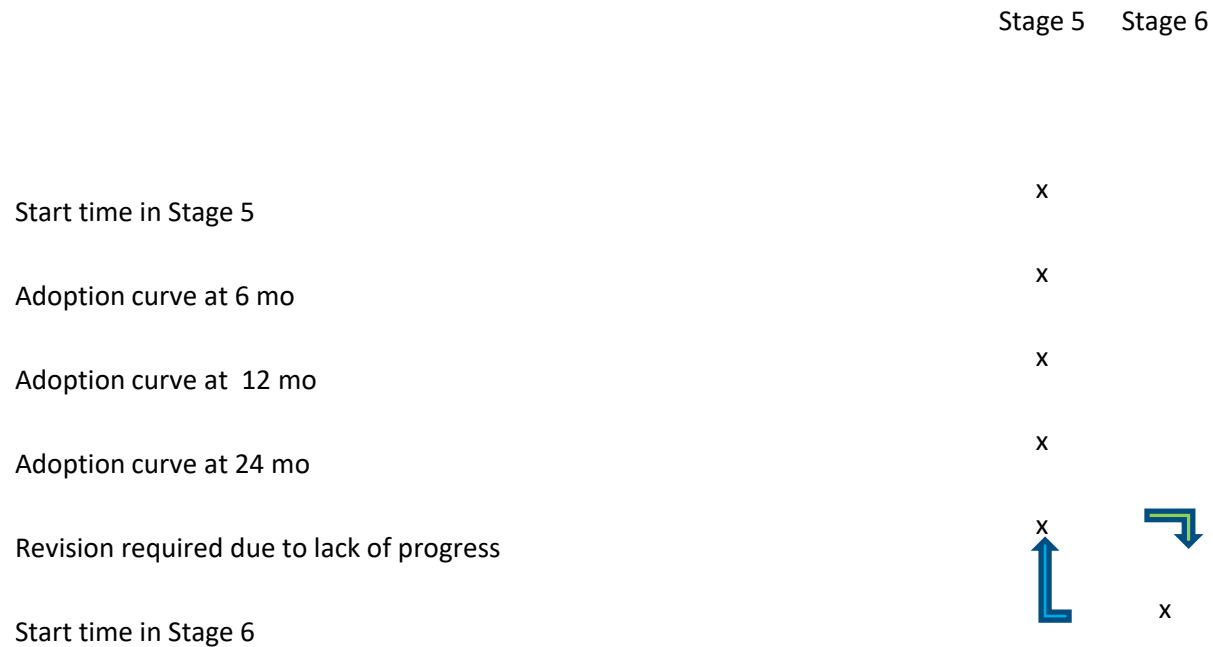 Stage 5 Stage 6
x
Start time in Stage 5
x
Adoption curve at 6 mo
x
Adoption curve at  12 mo
x
Adoption curve at 24 mo
x
Revision required due to lack of progress
x
Start time in Stage 6